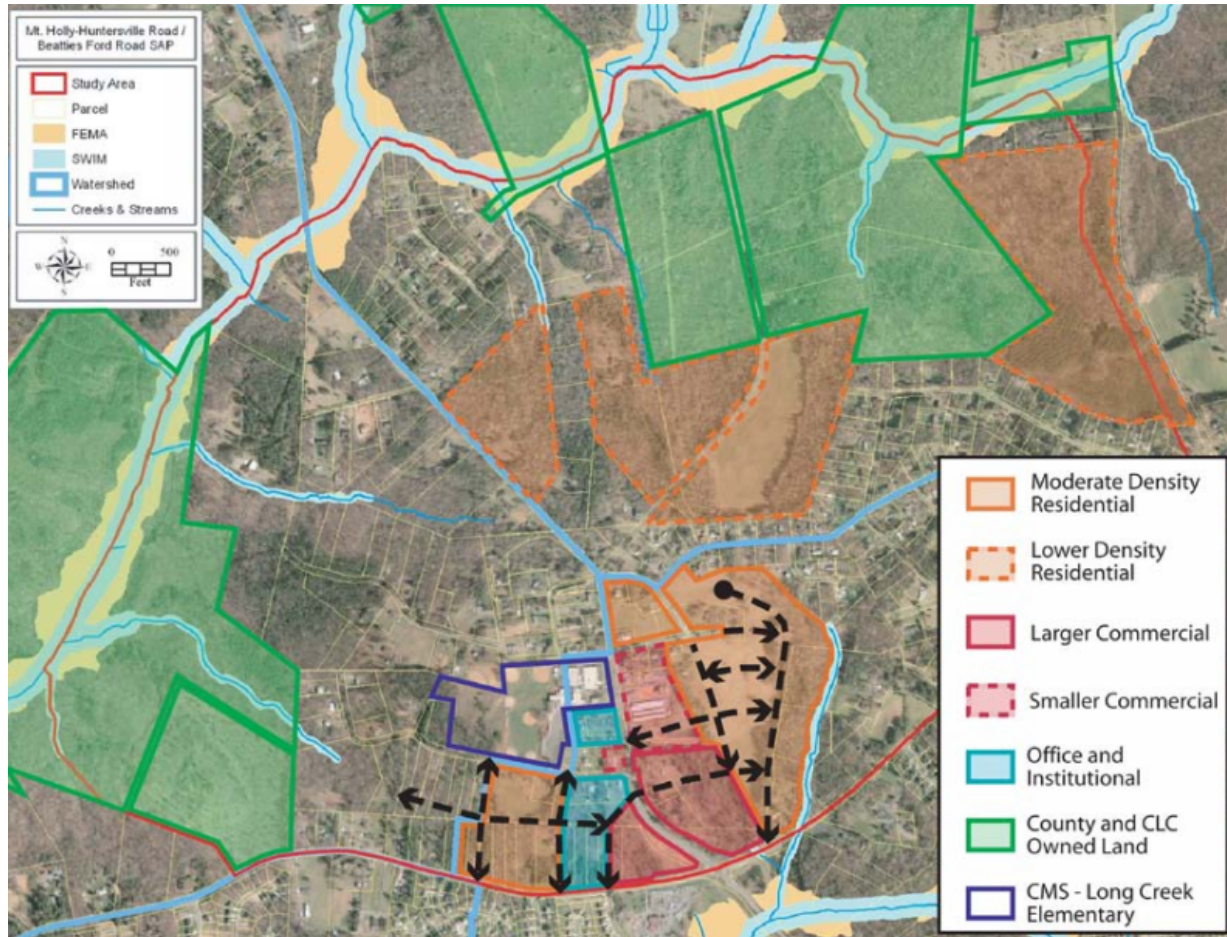 Mt. Holly-Huntersville Road /
Beatties Ford Road SAP
Study Area
Parcel
FEMA
SWIM
Watershed
Creeks & Streams
N
W
E
S
0 500
Feet
Moderate Density
Residential
Lower Density
Residential
Larger Commercial
Smaller Commercial
Office and
Institutional
County and CLC
Owned Land
CMS - Long Creek
Elementary